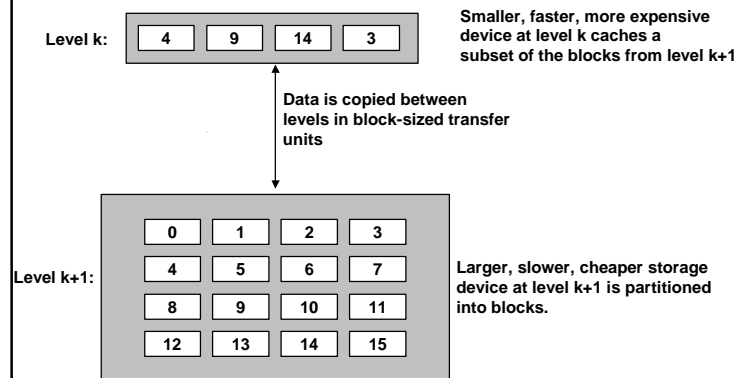 Level k:
4 9 14 3
Smaller, faster, more expensive
device at level k caches a
subset of the blocks from level k+1
Data is copied between
levels in block-sized transfer
units
Level k+1:
0 1 2 3
4 5 6 7
8 9 10 11
12 13 14 15
Larger, slower, cheaper storage
device at level k+1 is partitioned
into blocks.